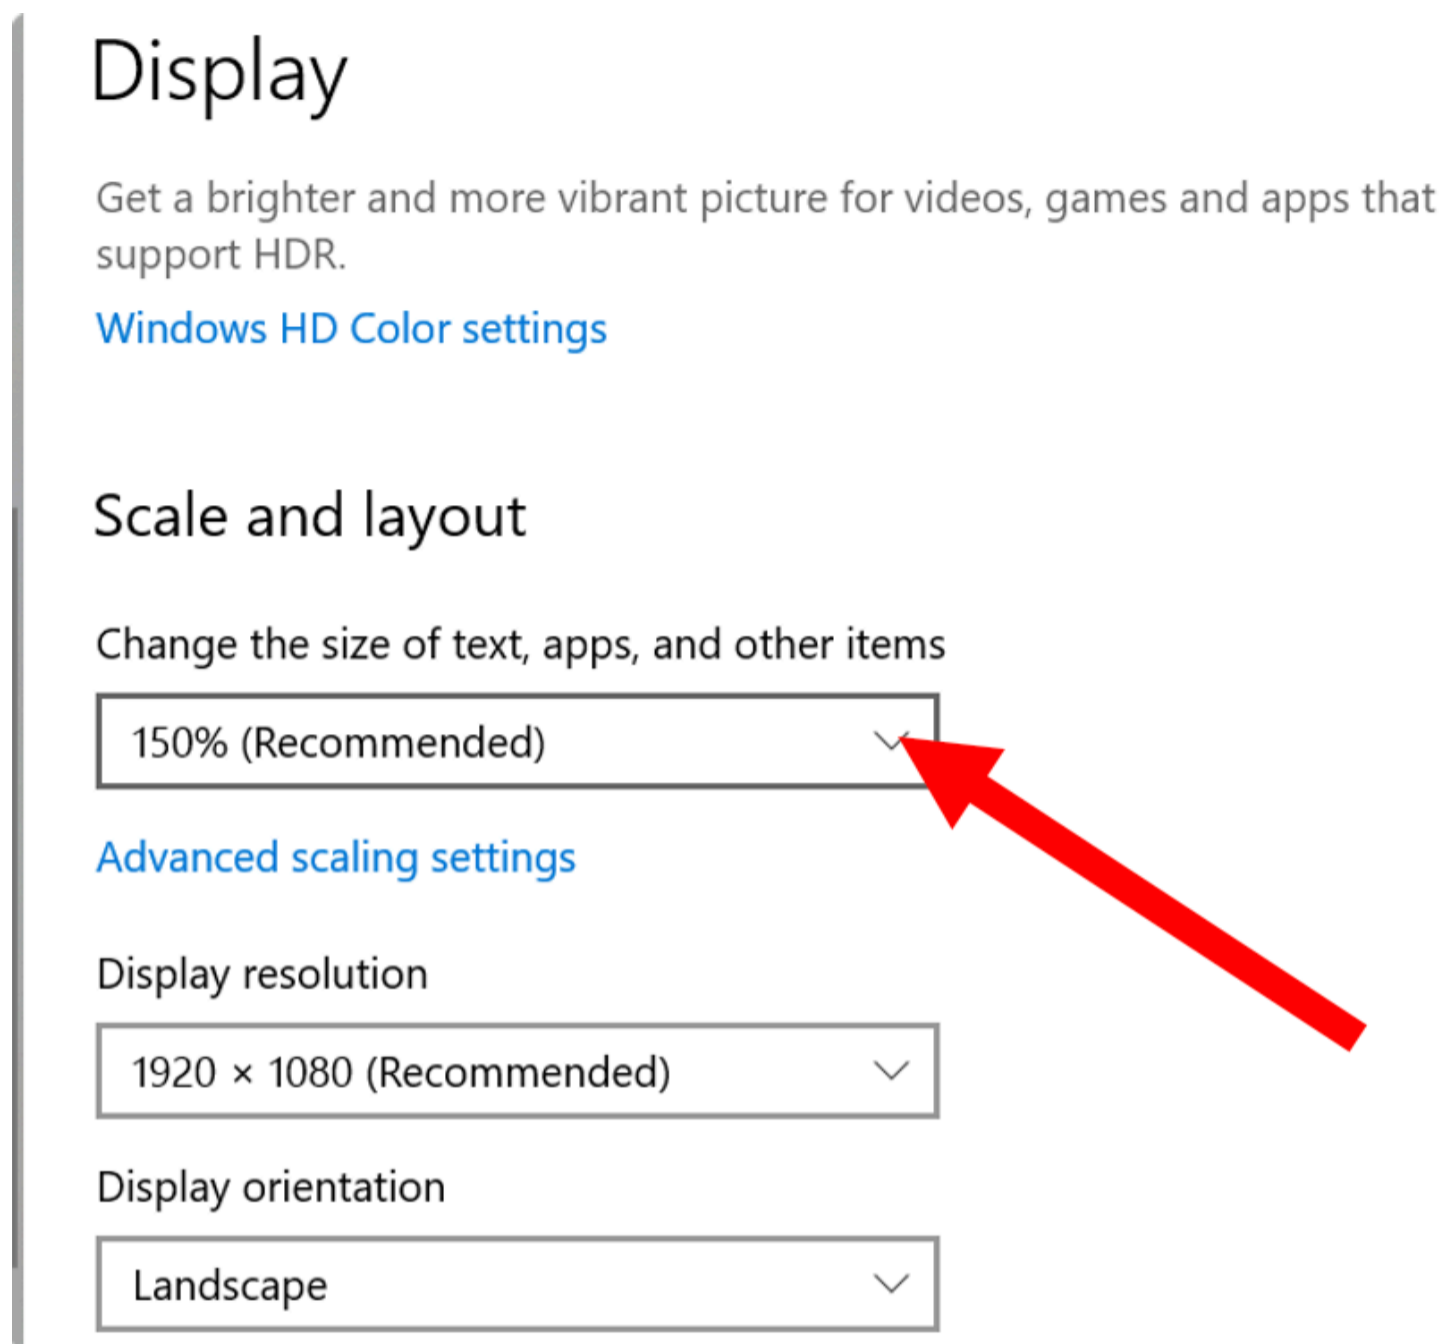 Display
Get a brighter and more vibrant picture for videos, games and apps that
support HDR.
Windows HD Color settings
Scale and layout
Change the size of text, apps, and other items
150% (Recommended)
Advanced scaling settings
Display resolution
1920 × 1080 (Recommended)
Display orientation
Landscape